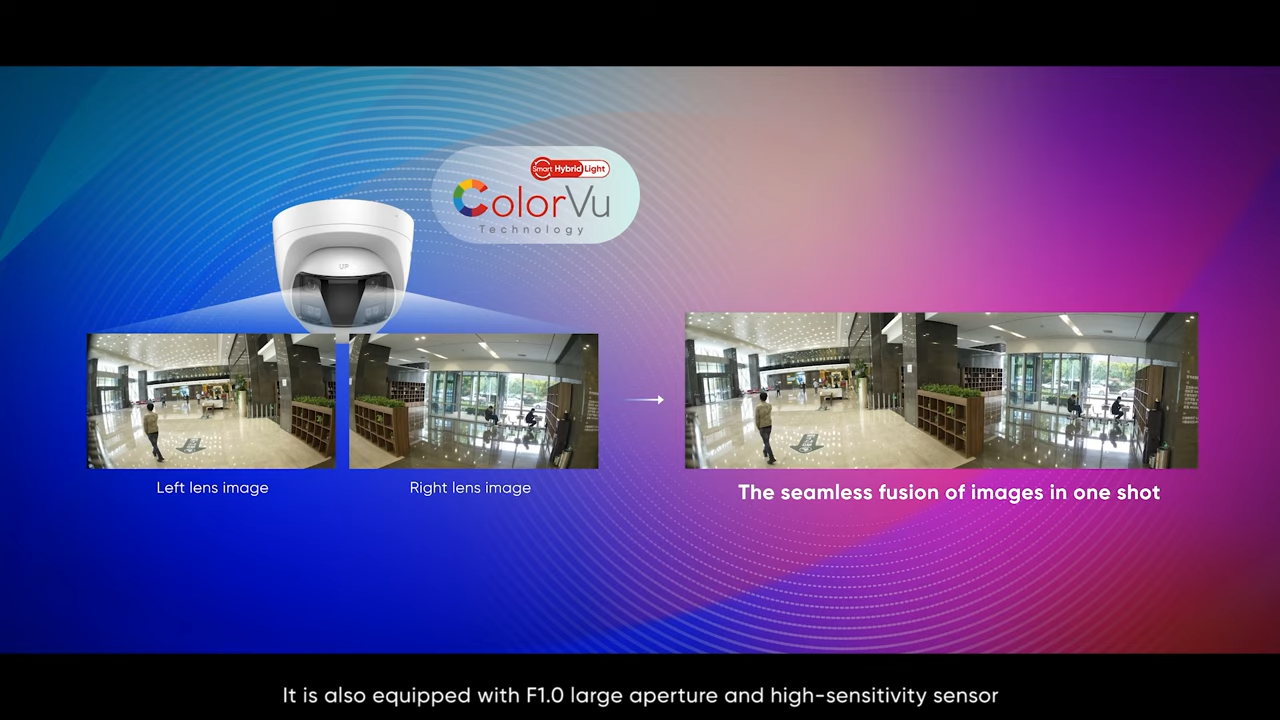 Smart Hybrid Light
ColorVu
Technology
UP
Left lens image
Right lens image
The seamless fusion of images in one shot
It is also equipped with F1.0 large aperture and high-sensitivity sensor